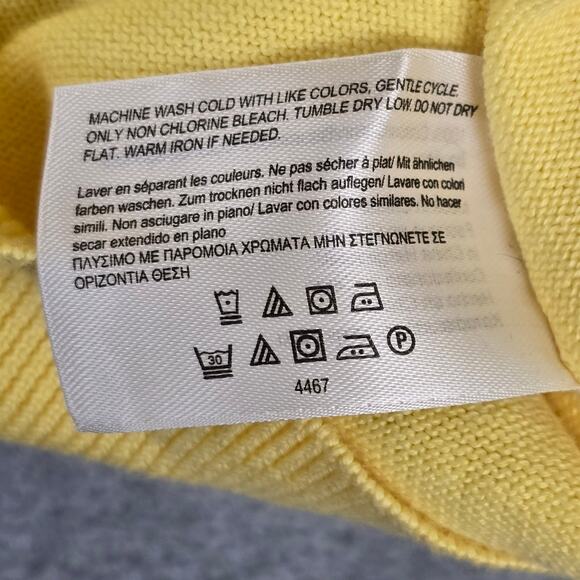 MACHINE WASH COLD WITH LIKE COLORS, GENTLE CYCLE.
ONLY NON CHLORINE BLEACH. TUMBLE DRY LOW. DO NOT DRY
FLAT. WARM IRON IF NEEDED.
Laver en séparant les couleurs. Ne pas sécher à plat/ Mit ähnlichen
farben waschen. Zum trocknen nicht flach auflegen/ Lavare con colori
simili. Non asciugare in piano/ Lavar con colores similares. No hacer
secar extendido en plano
ΠΛΥΣΙΜΟ ΜΕ ΠΑΡΟΜΟΙΑ ΧΡΩΜΑΤΑ ΜΗΝ ΣΤΕΓΝΩΝΕΤΕ ΣΕ
ΟΡΙΖΟΝΤΙΑ ΘΕΣΗ
30 P
4467